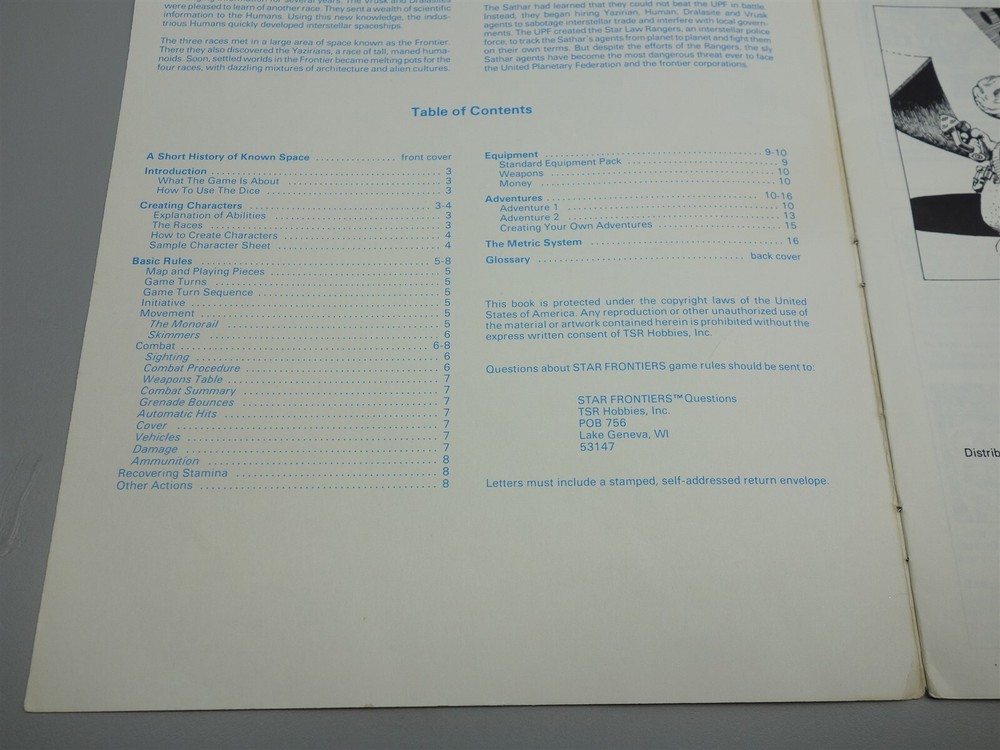 were pleased to learn of another race. They sent a wealth of scientific
information to the Humans. Using this new knowledge, the indus-
trious Humans quickly developed interstellar spaceships.
The three races met in a large area of space known as the Frontier.
There they also discovered the Yazirians, a race of tall, maned huma-
noids. Soon, settled worlds in the Frontier became melting pots for the
four races, with dazzling mixtures of architecture and alien cultures.
The Sathar had learned that they could not beat the UPF in battle.
Instead, they began hiring Yazirian, Human, Dralasite and Vrusk
agents to sabotage interstellar trade and interfere with local govern-
ments. The UPF created the Star Law Rangers, an interstellar police
force, to track the Sathar's agents from planet to planet and fight them
on their own terms. But despite the efforts of the Rangers, the sly
Sathar agents have become the most dangerous threat ever to face
the United Planetary Federation and the frontier corporations.
Table of Contents
A Short History of Known Space ................ front cover
Introduction ................ 3
What The Game Is About ................ 3
How To Use The Dice ................ 3
Creating Characters ................ 3-4
Explanation of Abilities ................ 3
The Races ................ 3
How to Create Characters ................ 4
Sample Character Sheet ................ 4
Basic Rules ................ 5-8
Map and Playing Pieces ................ 5
Game Turns ................ 5
Game Turn Sequence ................ 5
Initiative ................ 5
Movement ................ 5
The Monorail ................ 5
Skimmers ................ 6
Combat ................ 6-8
Sighting ................ 6
Combat Procedure ................ 6
Weapons Table ................ 7
Combat Summary ................ 7
Grenade Bounces ................ 7
Automatic Hits ................ 7
Cover ................ 7
Vehicles ................ 7
Damage ................ 7
Ammunition ................ 8
Recovering Stamina ................ 8
Other Actions ................ 8
Equipment ................ 9-10
Standard Equipment Pack ................ 9
Weapons ................ 10
Money ................ 10
Adventures ................ 10-16
Adventure 1 ................ 10
Adventure 2 ................ 13
Creating Your Own Adventures ................ 15
The Metric System ................ 16
Glossary ................ back cover
This book is protected under the copyright laws of the United
States of America. Any reproduction or other unauthorized use of
the material or artwork contained herein is prohibited without the
express written consent of TSR Hobbies, Inc.
Questions about STAR FRONTIERS game rules should be sent to:
STAR FRONTIERS™ Questions
TSR Hobbies, Inc.
POB 756
Lake Geneva, WI
53147
Letters must include a stamped, self-addressed return envelope.
Distrib